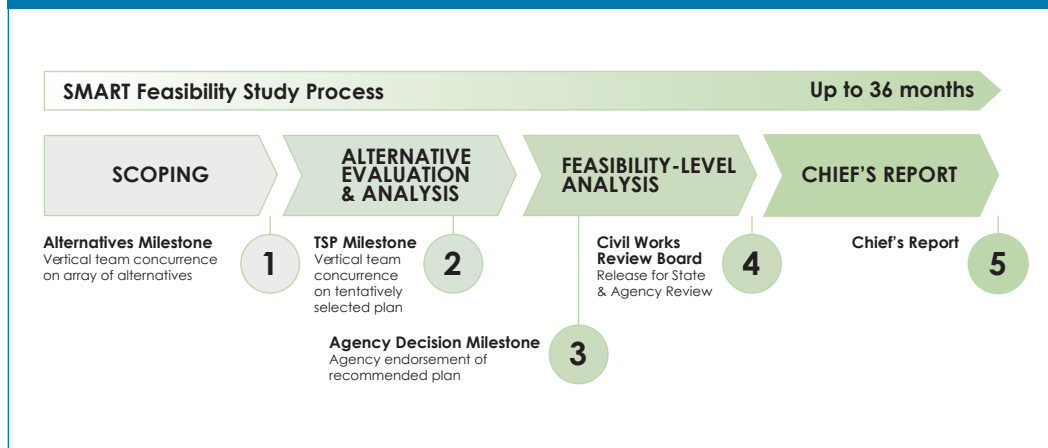 SMART Feasibility Study Process
Up to 36 months
SCOPING
ALTERNATIVE
EVALUATION
& ANALYSIS
FEASIBILITY-LEVEL
ANALYSIS
CHIEF'S REPORT
Alternatives Milestone
Vertical team concurrence
on array of alternatives
1
TSP Milestone
Vertical team
concurrence
on tentatively
selected plan
2
Agency Decision Milestone
Agency endorsement of
recommended plan
3
Civil Works
Review Board
Release for State
& Agency Review
4
Chief's Report
5